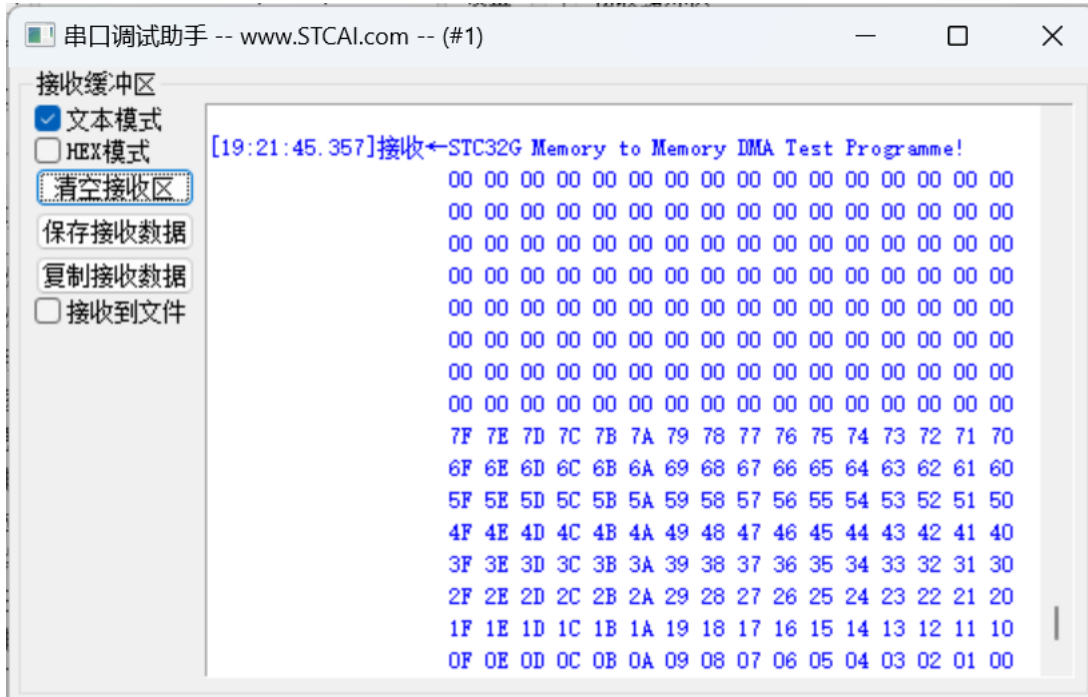 串口调试助手 -- www.STCAI.com -- (#1)
接收缓冲区
文本模式
HEX模式
清空接收区
保存接收数据
复制接收数据
接收到文件
[19:21:45.357]接收←STC32G Memory to Memory DMA Test Programme!
00 00 00 00 00 00 00 00 00 00 00 00 00 00 00 00
00 00 00 00 00 00 00 00 00 00 00 00 00 00 00 00
00 00 00 00 00 00 00 00 00 00 00 00 00 00 00 00
00 00 00 00 00 00 00 00 00 00 00 00 00 00 00 00
00 00 00 00 00 00 00 00 00 00 00 00 00 00 00 00
00 00 00 00 00 00 00 00 00 00 00 00 00 00 00 00
00 00 00 00 00 00 00 00 00 00 00 00 00 00 00 00
00 00 00 00 00 00 00 00 00 00 00 00 00 00 00 00
7F 7E 7D 7C 7B 7A 79 78 77 76 75 74 73 72 71 70
6F 6E 6D 6C 6B 6A 69 68 67 66 65 64 63 62 61 60
5F 5E 5D 5C 5B 5A 59 58 57 56 55 54 53 52 51 50
4F 4E 4D 4C 4B 4A 49 48 47 46 45 44 43 42 41 40
3F 3E 3D 3C 3B 3A 39 38 37 36 35 34 33 32 31 30
2F 2E 2D 2C 2B 2A 29 28 27 26 25 24 23 22 21 20
1F 1E 1D 1C 1B 1A 19 18 17 16 15 14 13 12 11 10
0F 0E 0D 0C 0B 0A 09 08 07 06 05 04 03 02 01 00